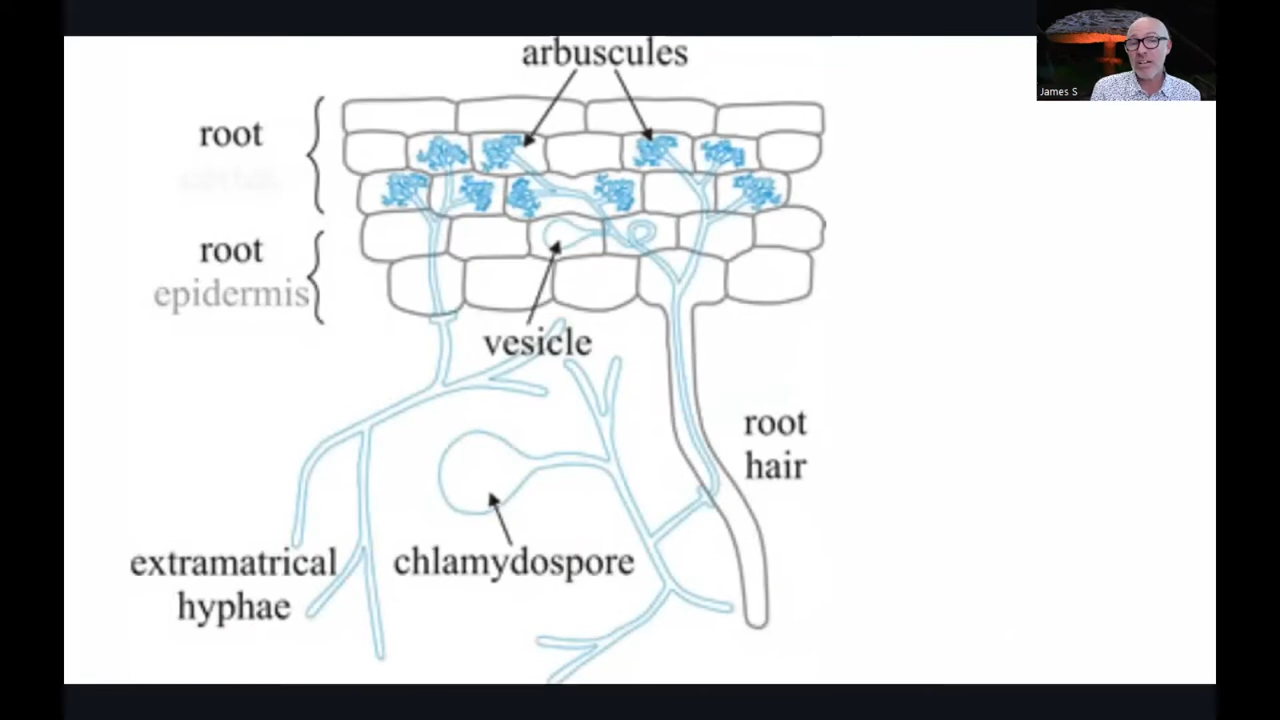 arbuscules
root
root
epidermis
vesicle
root
hair
extramatrical
hyphae
chlamydospore
James S